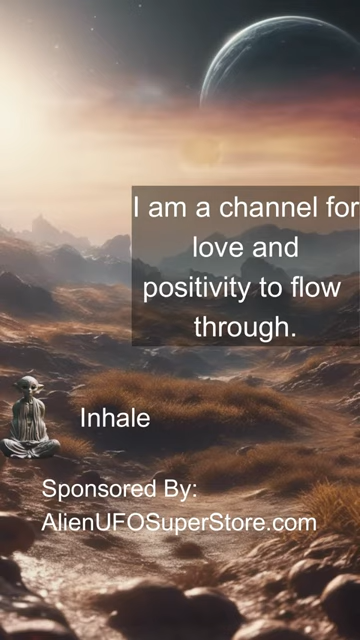 I am a channel for
love and
positivity to flow
through.
Inhale
Sponsored By:
AlienUFOSuperStore.com